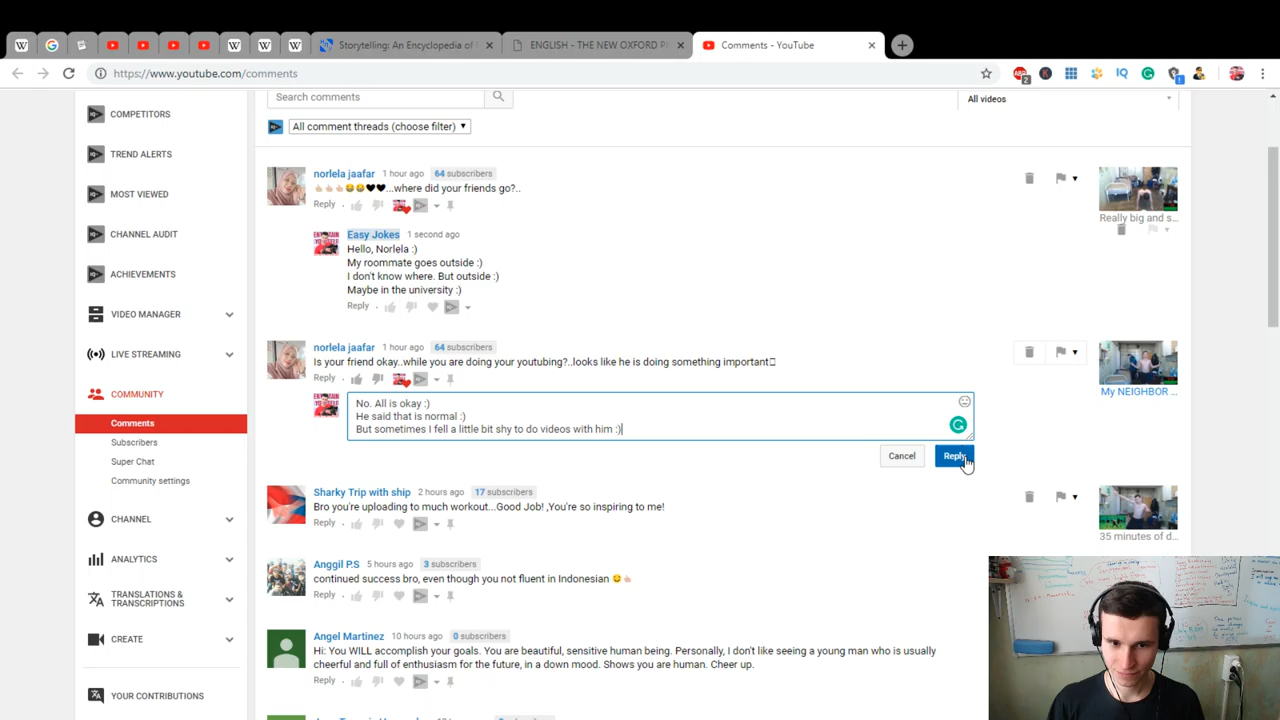 Storytelling: An Encyclopedia of
ENGLISH - THE NEW OXFORD P
Comments - YouTube
https://www.youtube.com/comments
COMPETITORS
TREND ALERTS
MOST VIEWED
CHANNEL AUDIT
ACHIEVEMENTS
VIDEO MANAGER
LIVE STREAMING
COMMUNITY
Comments
Subscribers
Super Chat
Community settings
CHANNEL
ANALYTICS
TRANSLATIONS &
TRANSCRIPTIONS
CREATE
YOUR CONTRIBUTIONS
Search comments
All videos
All comment threads (choose filter)
norlela jaafar 1 hour ago 64 subscribers
👆🏻👆🏻👆🏻😂😂🖤🖤...where did your friends go?..
Reply
Really big and s...
Easy Jokes 1 second ago
Hello, Norlela :)
My roommate goes outside :)
I don't know where. But outside :)
Maybe in the university :)
Reply
norlela jaafar 1 hour ago 64 subscribers
Is your friend okay..while you are doing your youtubing?..looks like he is doing something important
Reply
My NEIGHBOR ...
No. All is okay :)
He said that is normal :)
But sometimes I fell a little bit shy to do videos with him :)
Cancel
Reply
Sharky Trip with ship 2 hours ago 17 subscribers
Bro you're uploading to much workout...Good Job! ,You're so inspiring to me!
Reply
35 minutes of d...
Anggil P.S 5 hours ago 3 subscribers
continued success bro, even though you not fluent in Indonesian
Reply
Angel Martinez 10 hours ago 0 subscribers
Hi: You WILL accomplish your goals. You are beautiful, sensitive human being. Personally, I don't like seeing a young man who is usually
cheerful and full of enthusiasm for the future, in a down mood. Shows you are human. Cheer up.
Reply